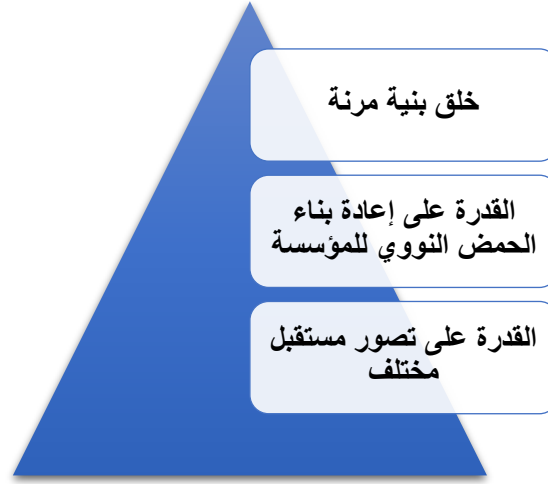 خلق بنية مرنة
القدرة على إعادة بناء
الحمض النووي للمؤسسة
القدرة على تصور مستقبل
مختلف